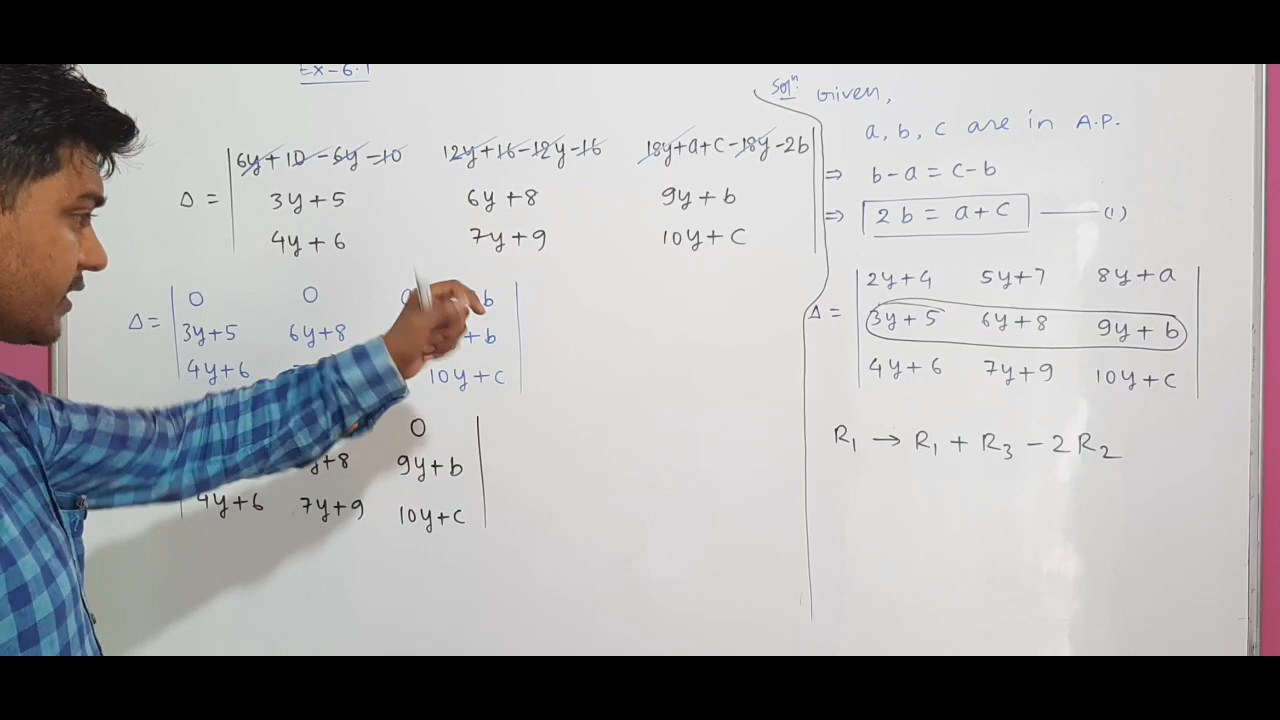 Ex-6.1
6y+10-6y-10 12y+16-12y-16 18y+a+c-18y-2b
Δ = 3y+5 6y+8 9y+b
4y+6 7y+9 10y+c
0 0 b
Δ = 3y+5 6y+8 +b
4y+6 10y+c
0
y+8 9y+b
4y+6 7y+9 10y+c
Solⁿ: Given,
a, b, c are in A.P.
⇒ b-a = c-b
⇒ 2b = a+c —— (1)
2y+4 5y+7 8y+a
Δ = 3y+5 6y+8 9y+b
4y+6 7y+9 10y+c
R₁ → R₁ + R₃ - 2R₂